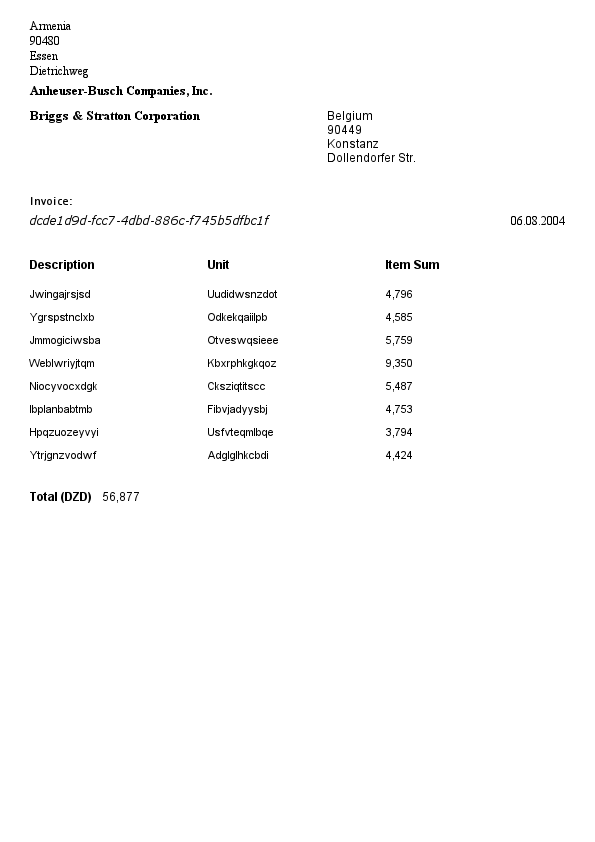 Armenia
90480
Essen
Dietrichweg
Anheuser-Busch Companies, Inc.
Briggs & Stratton Corporation
Belgium
90449
Konstanz
Dollendorfer Str.
Invoice:
dcde1d9d-fcc7-4dbd-886c-f745b5dfbc1f 06.08.2004
Description Unit Item Sum
Jwingajrsjsd Uudidwsnzdot 4,796
Ygrspstnclxb Odkekqaiilpb 4,585
Jmmogiciwsba Otveswqsieee 5,759
Weblwriyjtqm Kbxrphkgkqoz 9,350
Niocyvocxdgk Cksziqtitscc 5,487
Ibplanbabtmb Fibvjadyysbj 4,753
Hpqzuozeyvyi Usfvteqmlbqe 3,794
Ytrjgnzvodwf Adglglhkcbdi 4,424
Total (DZD) 56,877